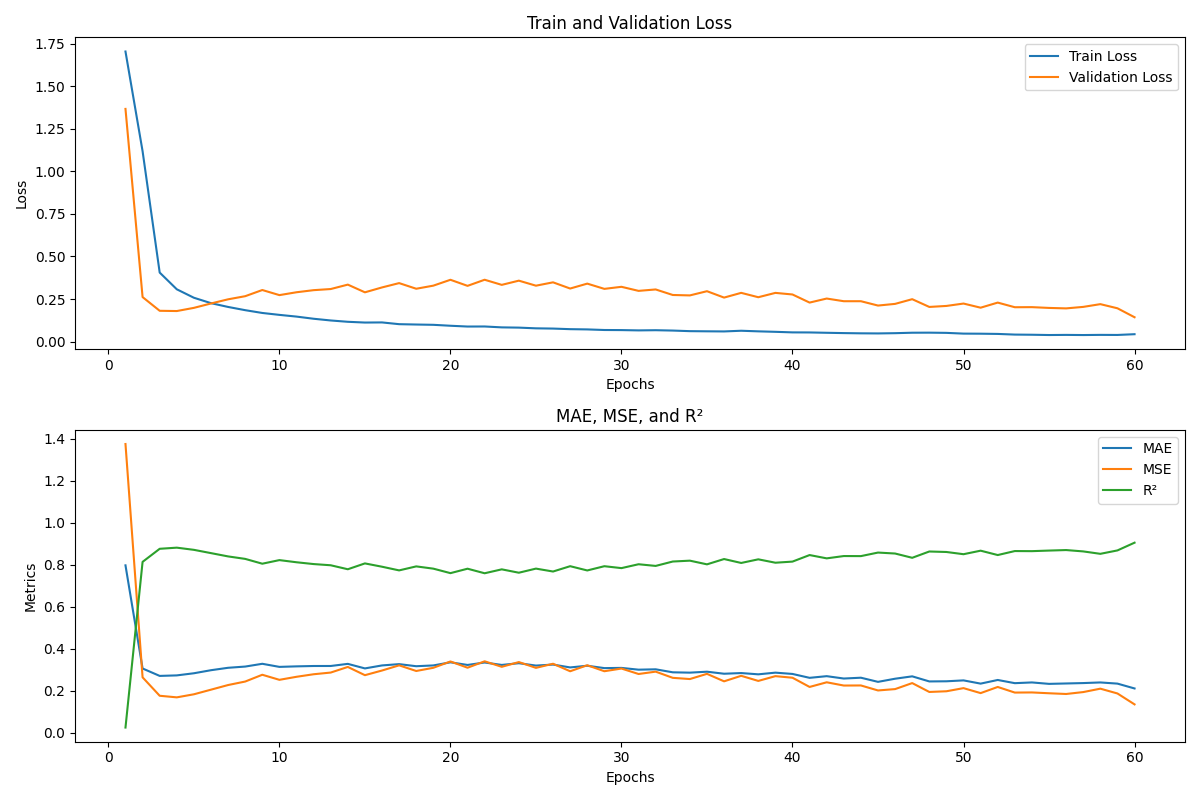 Train and Validation Loss
Train Loss
Validation Loss
1.75
1.50
1.25
1.00
0.75
0.50
0.25
0.00
Loss
0 10 20 30 40 50 60
Epochs
MAE, MSE, and R²
MAE
MSE
R²
1.4
1.2
1.0
0.8
0.6
0.4
0.2
0.0
Metrics
0 10 20 30 40 50 60
Epochs